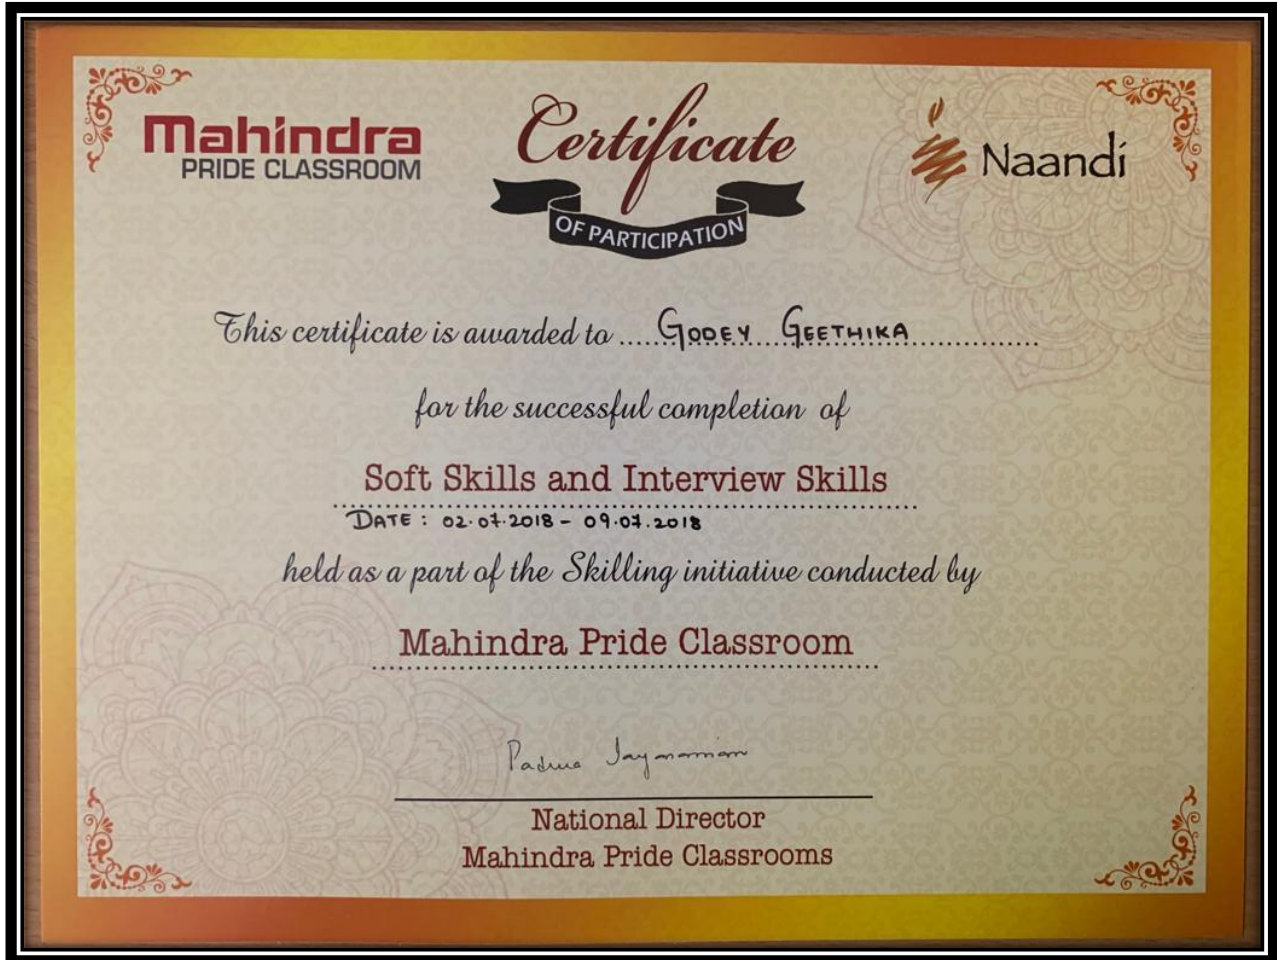 Mahindra
PRIDE CLASSROOM
Certificate
OF PARTICIPATION
Naandi
This certificate is awarded to ..... GODEY GEETHIKA
for the successful completion of
Soft Skills and Interview Skills
DATE : 02.07.2018 - 09.07.2018
held as a part of the Skilling initiative conducted by
Mahindra Pride Classroom
Padma
National Director
Mahindra Pride Classrooms